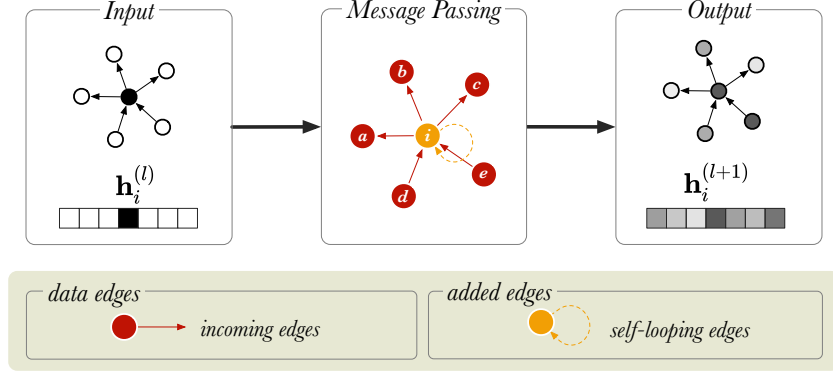 Input
Message Passing
Output
b
c
a
i
d
e
h_i^(l)
h_i^(l+1)
data edges
incoming edges
added edges
self-looping edges